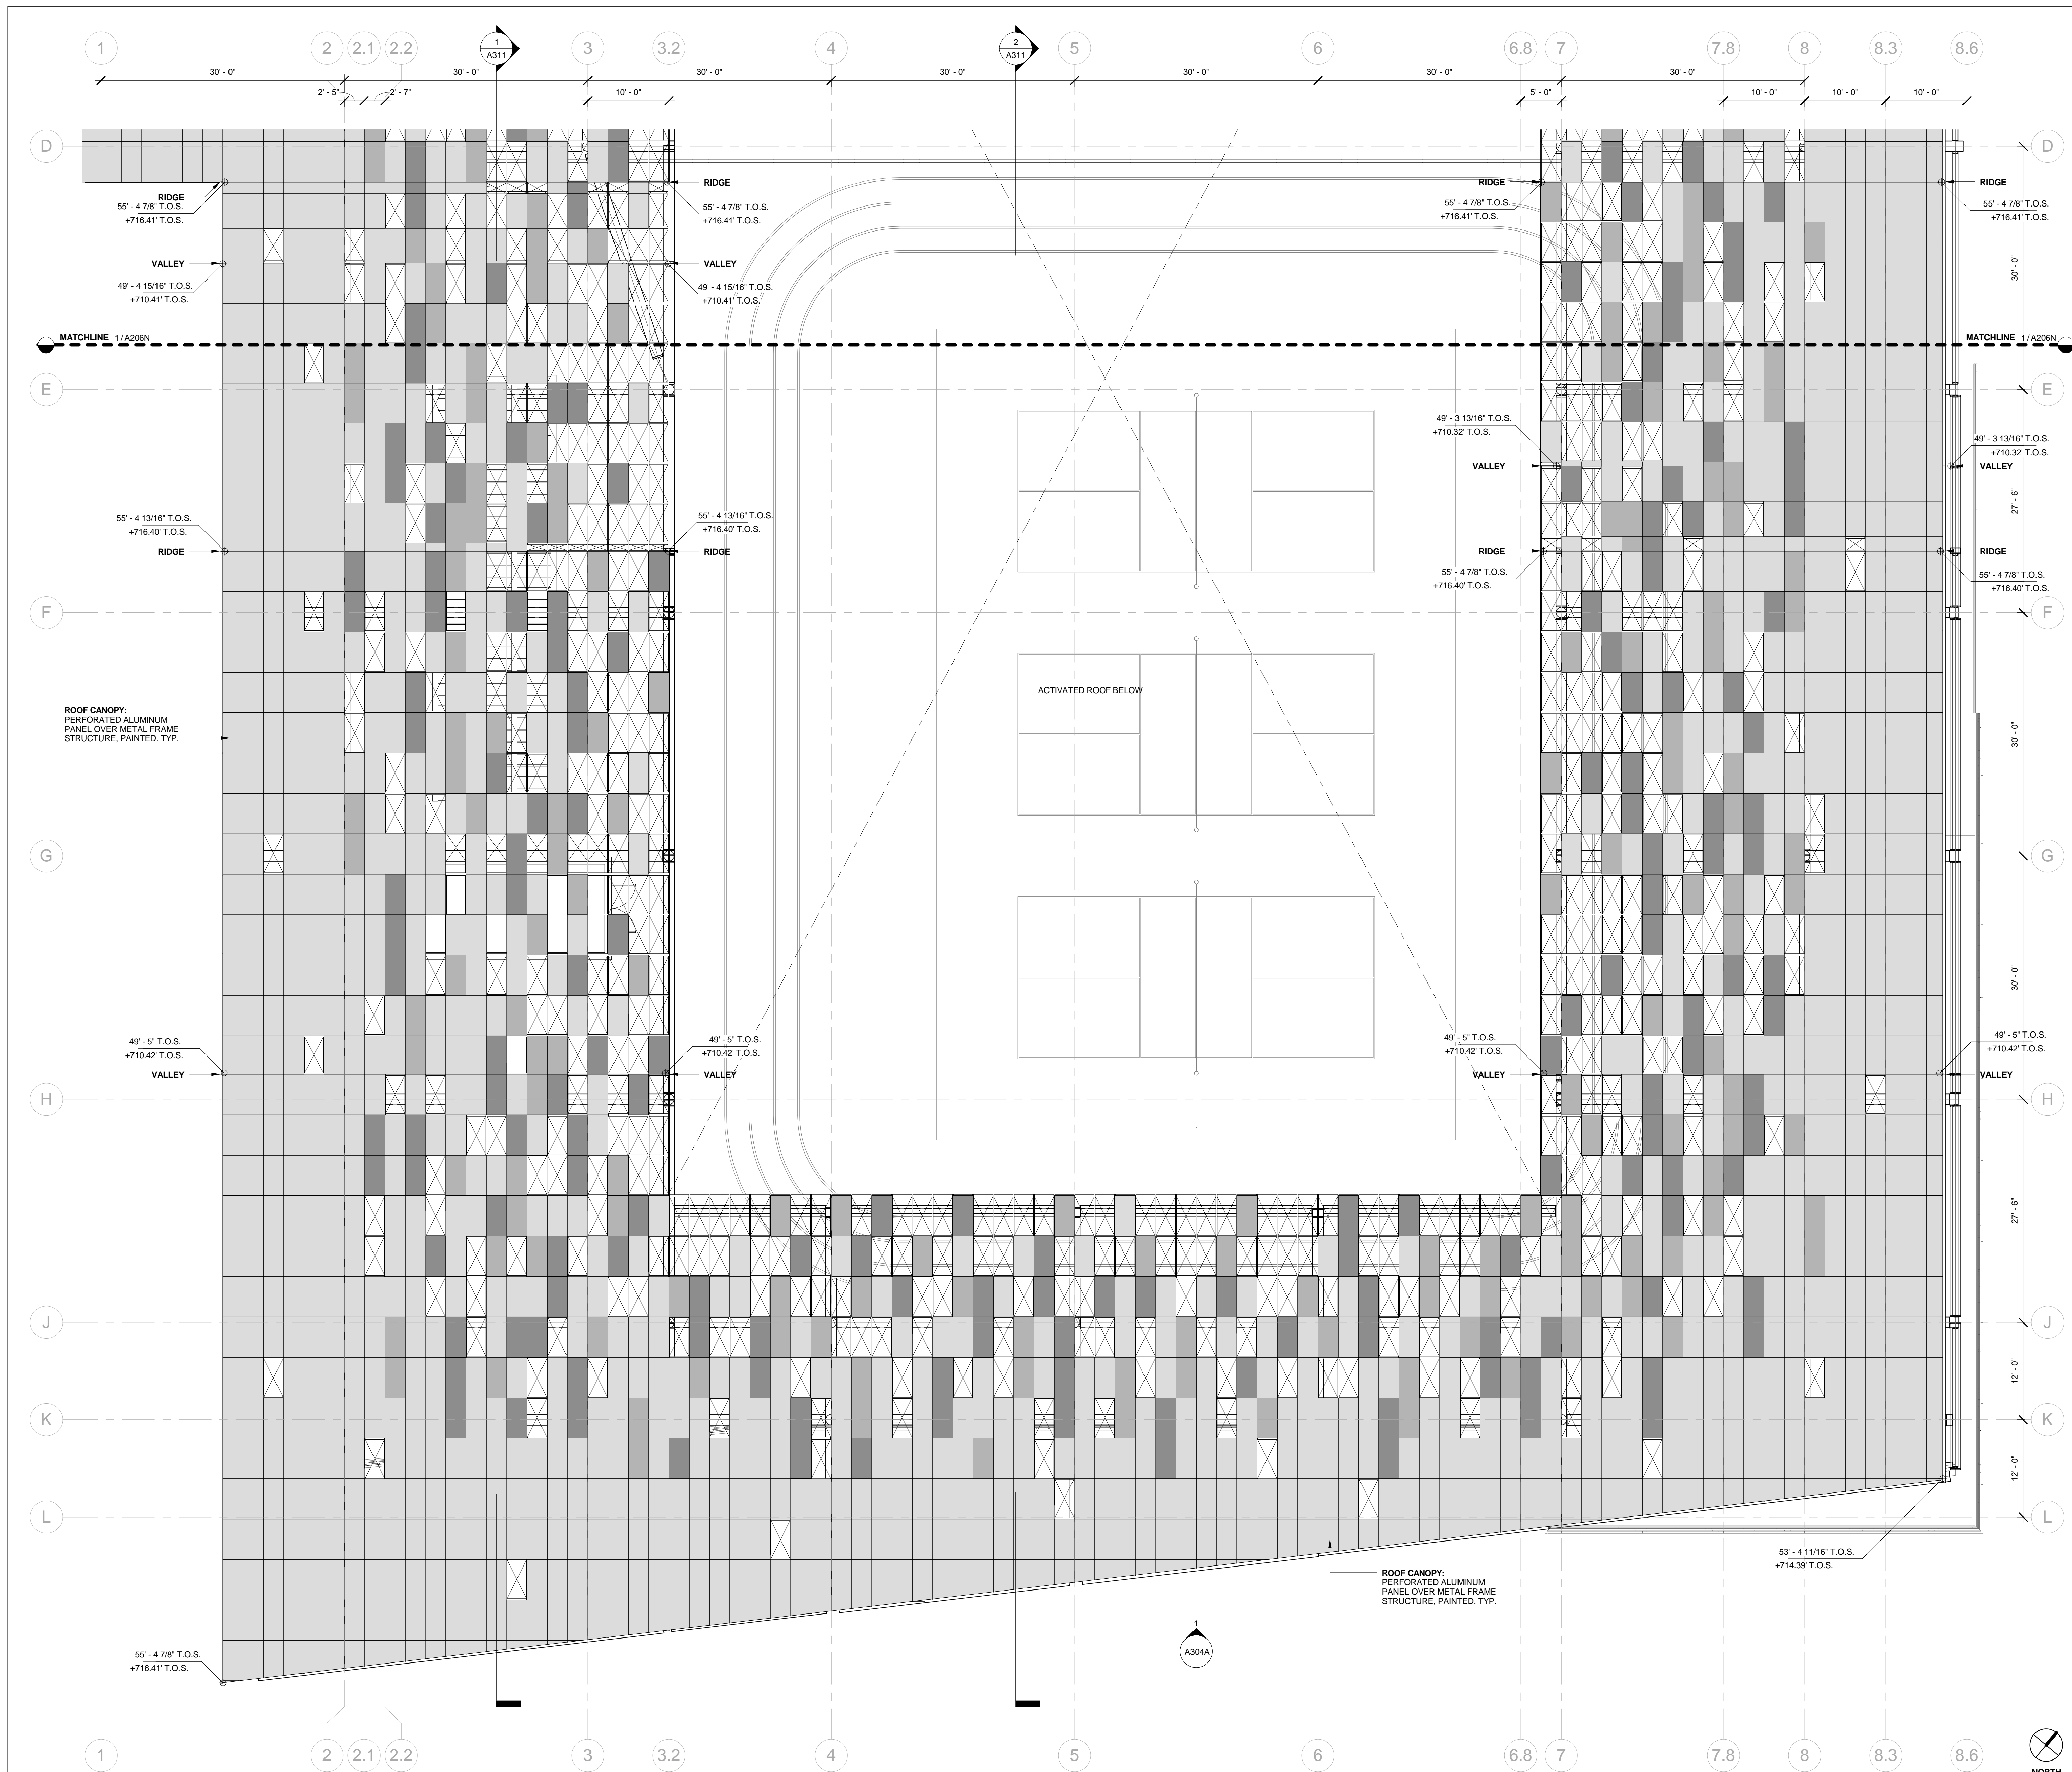 1
2
2.1
2.2
1
A311
3
3.2
4
2
A311
5
6
6.8
7
7.8
8
8.3
8.6
30' - 0"
30' - 0"
30' - 0"
30' - 0"
30' - 0"
30' - 0"
30' - 0"
2' - 5"
2' - 7"
10' - 0"
5' - 0"
10' - 0"
10' - 0"
10' - 0"
D
D
RIDGE
55' - 4 7/8" T.O.S.
+716.41' T.O.S.
RIDGE
55' - 4 7/8" T.O.S.
+716.41' T.O.S.
RIDGE
55' - 4 7/8" T.O.S.
+716.41' T.O.S.
RIDGE
55' - 4 7/8" T.O.S.
+716.41' T.O.S.
VALLEY
49' - 4 15/16" T.O.S.
+710.41' T.O.S.
VALLEY
49' - 4 15/16" T.O.S.
+710.41' T.O.S.
30' - 0"
MATCHLINE 1 / A206N
MATCHLINE 1 / A206N
E
E
49' - 3 13/16" T.O.S.
+710.32' T.O.S.
VALLEY
49' - 3 13/16" T.O.S.
+710.32' T.O.S.
VALLEY
27' - 6"
55' - 4 13/16" T.O.S.
+716.40' T.O.S.
RIDGE
55' - 4 13/16" T.O.S.
+716.40' T.O.S.
RIDGE
RIDGE
55' - 4 7/8" T.O.S.
+716.40' T.O.S.
RIDGE
55' - 4 7/8" T.O.S.
+716.40' T.O.S.
F
F
ACTIVATED ROOF BELOW
ROOF CANOPY:
PERFORATED ALUMINUM
PANEL OVER METAL FRAME
STRUCTURE, PAINTED. TYP.
30' - 0"
G
G
30' - 0"
49' - 5" T.O.S.
+710.42' T.O.S.
VALLEY
49' - 5" T.O.S.
+710.42' T.O.S.
VALLEY
49' - 5" T.O.S.
+710.42' T.O.S.
VALLEY
49' - 5" T.O.S.
+710.42' T.O.S.
VALLEY
H
H
27' - 6"
J
J
12' - 0"
K
K
12' - 0"
L
L
53' - 4 11/16" T.O.S.
+714.39' T.O.S.
ROOF CANOPY:
PERFORATED ALUMINUM
PANEL OVER METAL FRAME
STRUCTURE, PAINTED. TYP.
1
A304A
55' - 4 7/8" T.O.S.
+716.41' T.O.S.
1
2
2.1
2.2
3
3.2
4
5
6
6.8
7
7.8
8
8.3
8.6
NORTH